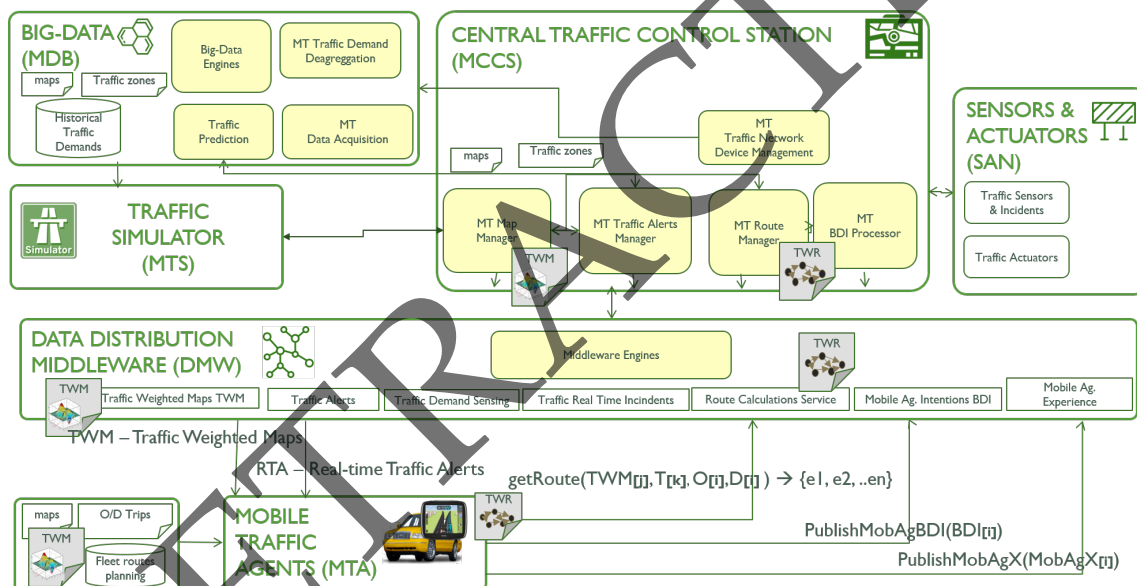 BIG-DATA
(MDB)
maps
Traffic zones
Historical
Traffic
Demands
Big-Data
Engines
MT Traffic Demand
Deagreggation
Traffic
Prediction
MT
Data Acquisition
CENTRAL TRAFFIC CONTROL STATION
(MCCS)
MT
Traffic Network
Device Management
maps
Traffic zones
MT Map
Manager
MT Traffic Alerts
Manager
MT Route
Manager
MT
BDI Processor
TWM
TWR
SENSORS &
ACTUATORS
(SAN)
Traffic Sensors
& Incidents
Traffic Actuators
Simulator
TRAFFIC
SIMULATOR
(MTS)
DATA DISTRIBUTION
MIDDLEWARE (DMW)
Middleware Engines
TWR
TWM
Traffic Weighted Maps TWM
Traffic Alerts
Traffic Demand Sensing
Traffic Real Time Incindents
Route Calculations Service
Mobile Ag. Intentions BDI
Mobile Ag.
Experience
TWM – Traffic Weighted Maps
RTA – Real-time Traffic Alerts
getRoute(TWM[j],T[k],O[i],D[i] ) → {e1, e2, ..en}
maps
O/D Trips
TWM
Fleet routes
planning
MOBILE
TRAFFIC
AGENTS (MTA)
TWR
PublishMobAgBDI(BDI[i])
PublishMobAgX(MobAgX[i])